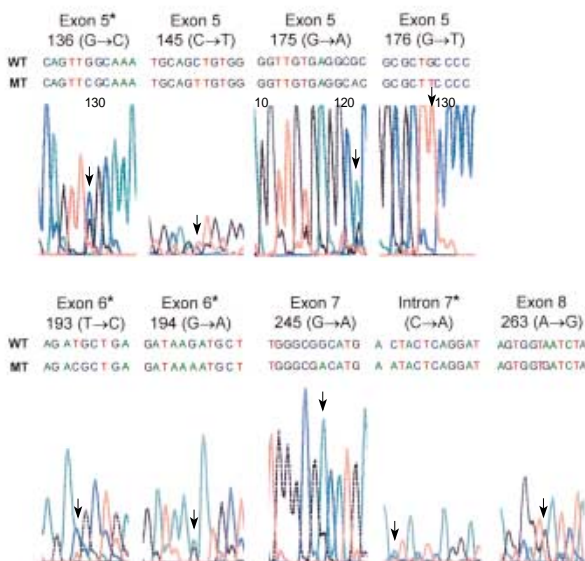 Exon 5* Exon 5 Exon 5 Exon 5
136 (G→C) 145 (C→T) 175 (G→A) 176 (G→T)
WT CAGTTGGCAAA TGCAGCTGTGG GGTTGTGAGGCGC GCGCTGCCCC
MT CAGTTCGCAAA TGCAGTTGTGG GGTTGTGAGGCAC GCGCTTCCCC
130 10 120 130
Exon 6* Exon 6* Exon 7 Intron 7* Exon 8
193 (T→C) 194 (G→A) 245 (G→A) (C→A) 263 (A→G)
WT AGATGCTGA GATAAGATGCT TGGGCGGCATG A CTACTCAGGAT AGTGGTAATCTA
MT AGACGCTGA GATAAAATGCT TGGGCGACATG A ATACTCAGGAT AGTGGTGATCTA